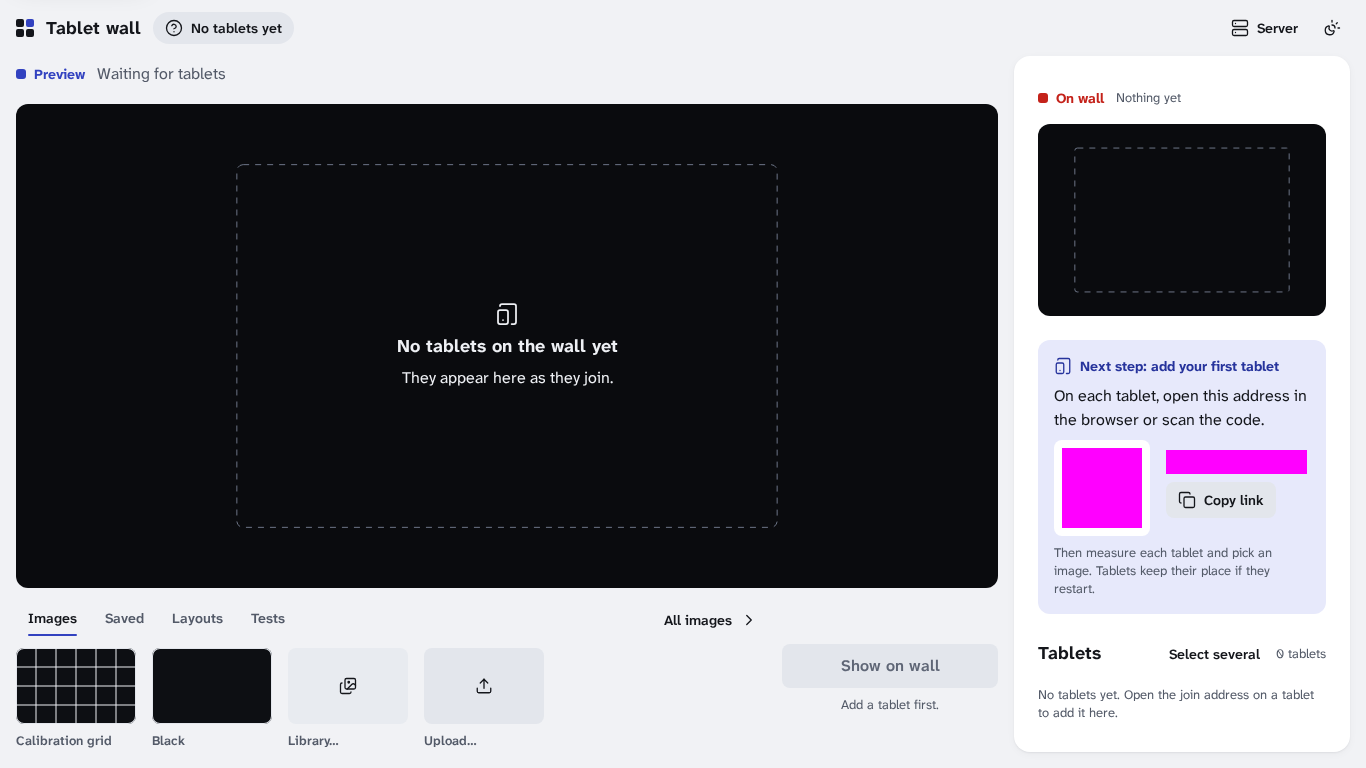 Tablet wall
No tablets yet
Server
Preview
Waiting for tablets
No tablets on the wall yet
They appear here as they join.
Images
Saved
Layouts
Tests
All images
Calibration grid
Black
Library...
Upload...
Show on wall
Add a tablet first.
On wall
Nothing yet
Next step: add your first tablet
On each tablet, open this address in
the browser or scan the code.
Copy link
Then measure each tablet and pick an
image. Tablets keep their place if they
restart.
Tablets
Select several
0 tablets
No tablets yet. Open the join address on a tablet
to add it here.